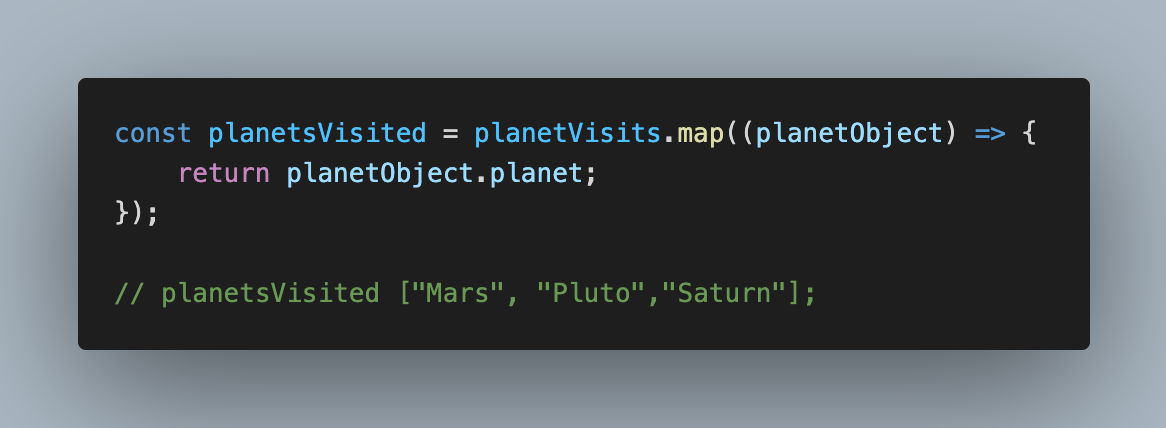 const planetsVisited = planetVisits.map((planetObject) => {
    return planetObject.planet;
});

// planetsVisited ["Mars", "Pluto","Saturn"];